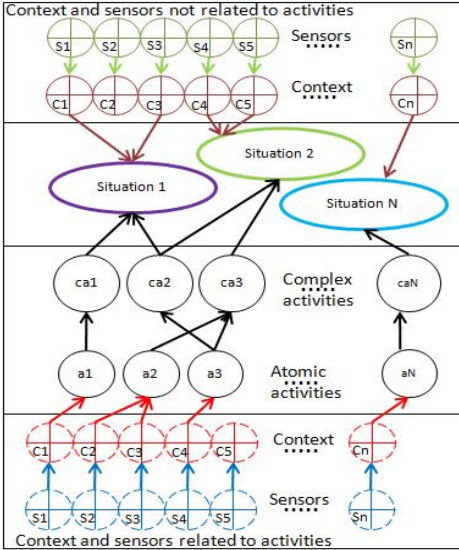 Context and sensors not related to activities
S1 S2 S3 S4 S5 Sensors ..... Sn
C1 C2 C3 C4 C5 Context ..... Cn
Situation 2
Situation 1
Situation N
ca1 ca2 ca3 Complex ..... activities caN
a1 a2 a3 Atomic ..... activities aN
C1 C2 C3 C4 C5 Context ..... Cn
S1 S2 S3 S4 S5 Sensors ..... Sn
Context and sensors related to activities